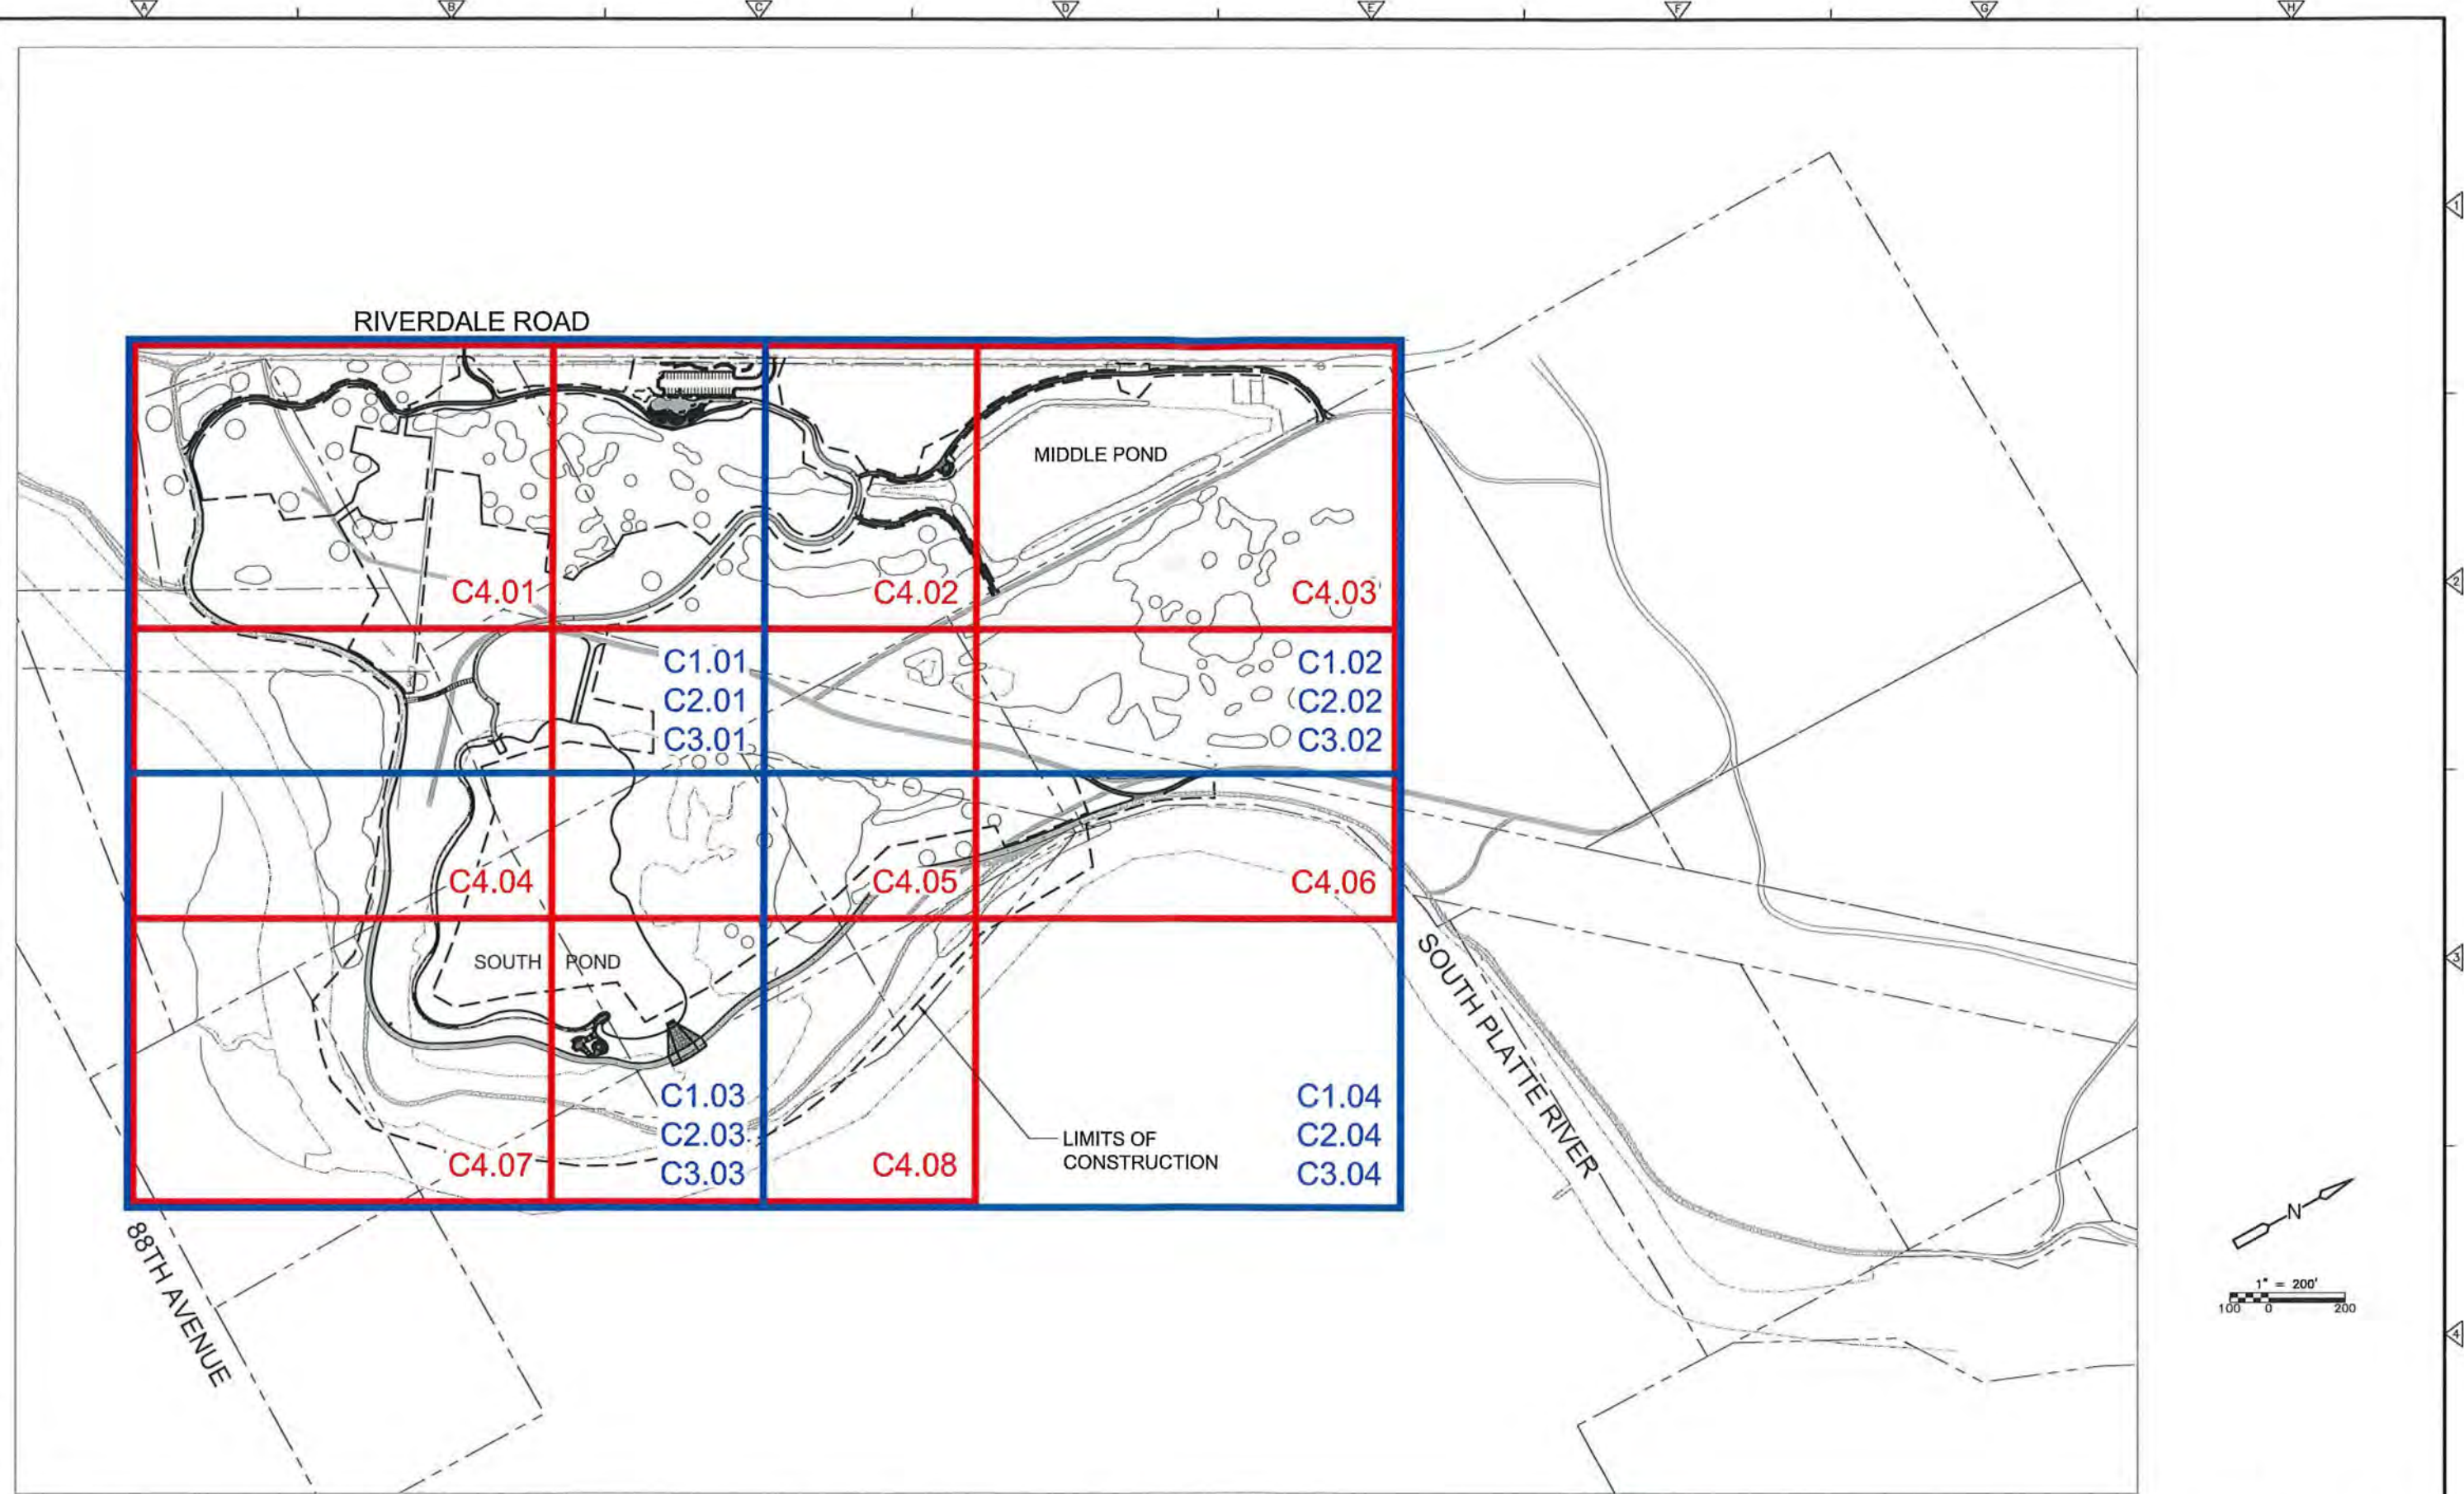 A B C D E F G H
1
RIVERDALE ROAD
MIDDLE POND
2
C4.01
C4.02
C4.03
C1.01
C2.01
C3.01
C1.02
C2.02
C3.02
C4.04
C4.05
C4.06
SOUTH POND
SOUTH PLATTE RIVER
3
C1.03
C2.03
C3.03
C1.04
C2.04
C3.04
LIMITS OF
CONSTRUCTION
C4.07
C4.08
88TH AVENUE
N
1" = 200'
100 0 200
4